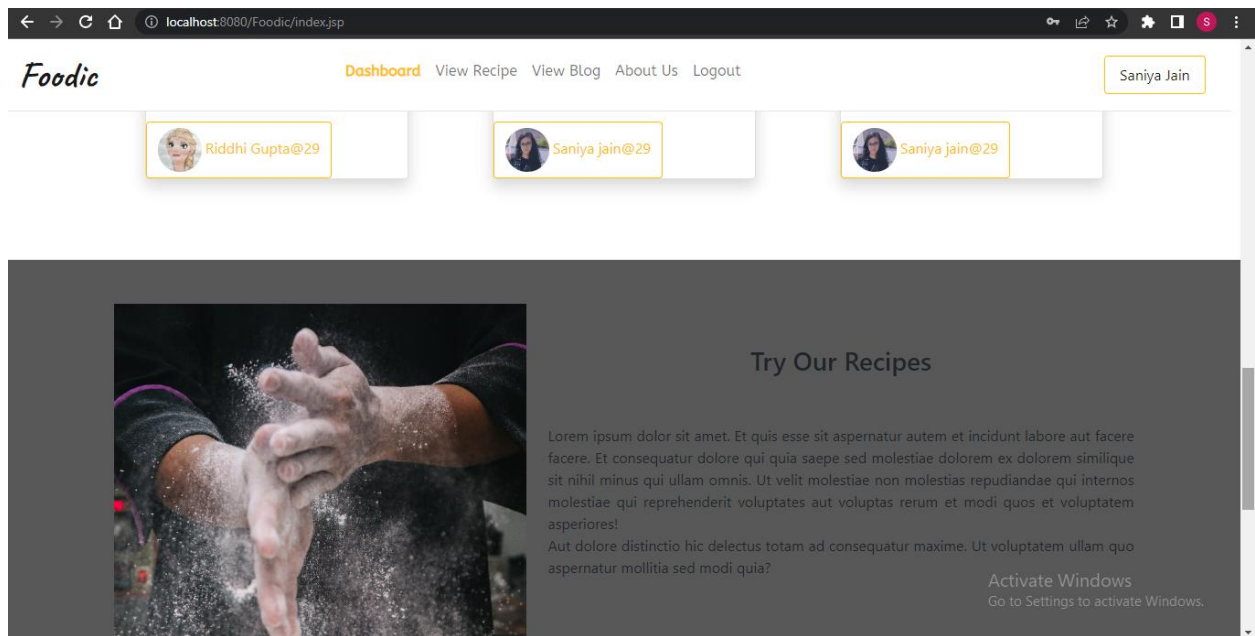 localhost:8080/Foodic/index.jsp
S
Foodic
Dashboard View Recipe View Blog About Us Logout
Saniya Jain
Riddhi Gupta@29
Saniya jain@29
Saniya jain@29
Try Our Recipes
Lorem ipsum dolor sit amet. Et quis esse sit aspernatur autem et incidunt labore aut facere
facere. Et consequatur dolore qui quia saepe sed molestiae dolorem ex dolorem similique
sit nihil minus qui ullam omnis. Ut velit molestiae non molestias repudiandae qui internos
molestiae qui reprehenderit voluptates aut voluptas rerum et modi quos et voluptatem
asperiores!
Aut dolore distinctio hic delectus totam ad consequatur maxime. Ut voluptatem ullam quo
aspernatur mollitia sed modi quia?
Activate Windows
Go to Settings to activate Windows.